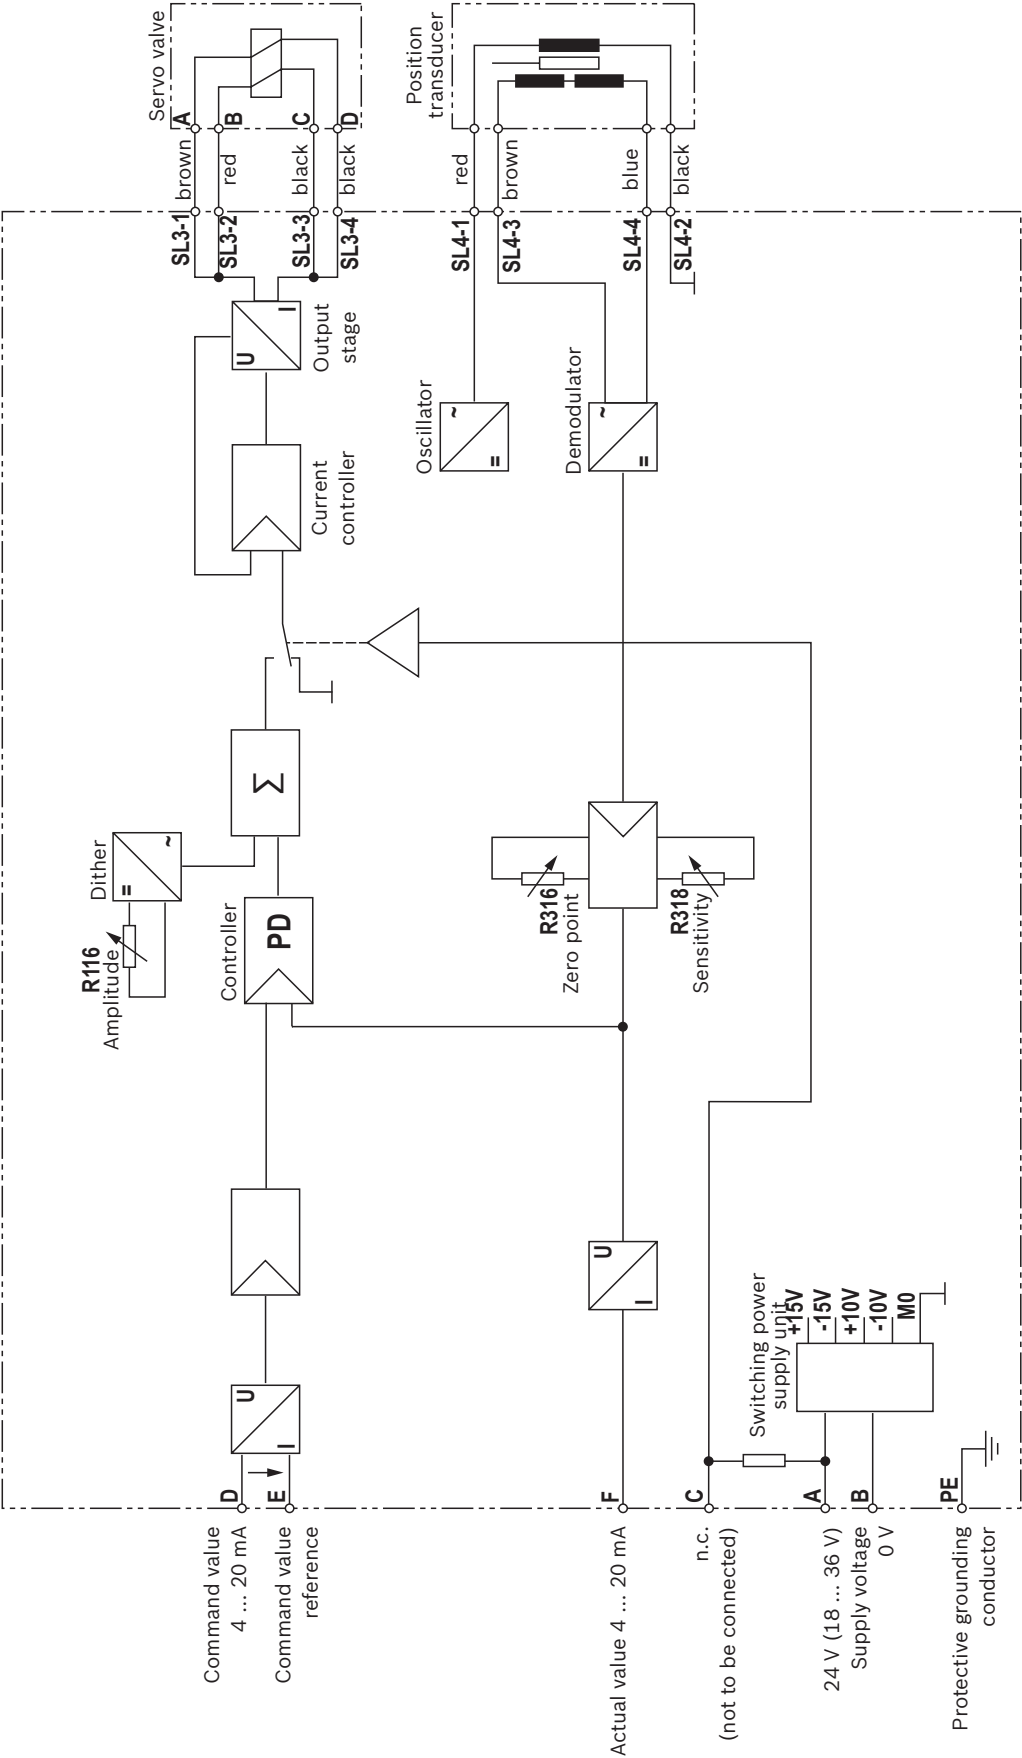 Servo valve
A
B
C
D
brown
red
black
black
SL3-1
SL3-2
SL3-3
SL3-4
Position
transducer
red
brown
blue
black
SL4-1
SL4-3
SL4-4
SL4-2
U
I
Output
stage
Oscillator
~
=
Demodulator
~
=
Current
controller
Σ
Dither
=
~
R116
Amplitude
Controller
PD
R316
Zero point
R318
Sensitivity
U
I
U
I
Switching power
supply unit
+15V
-15V
+10V
-10V
M0
D
E
F
C
A
B
PE
Command value
4 ... 20 mA
Command value
reference
Actual value 4 ... 20 mA
n.c.
(not to be connected)
24 V (18 ... 36 V)
Supply voltage
0 V
Protective grounding
conductor